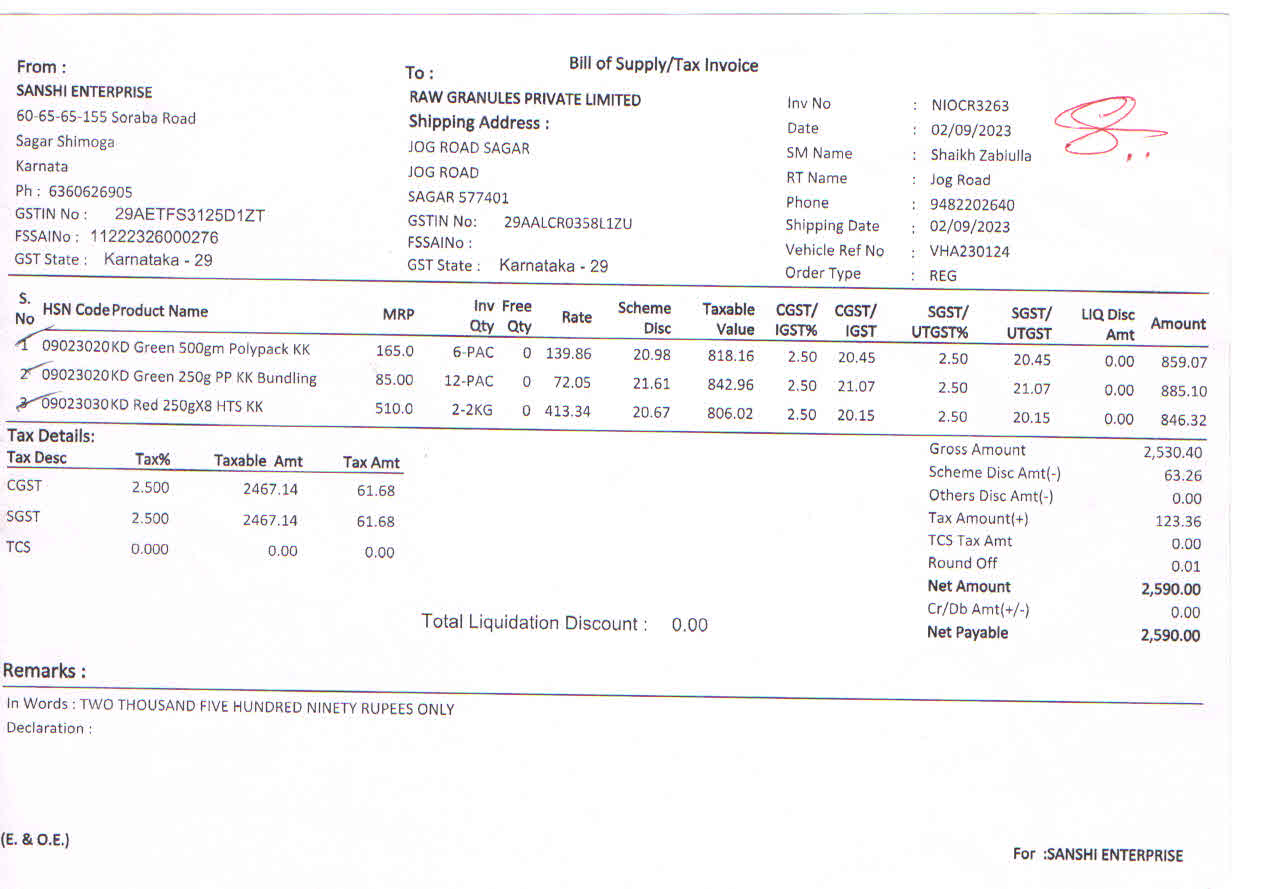 Bill of Supply/Tax Invoice
From :
SANSHI ENTERPRISE
60-65-65-155 Soraba Road
Sagar Shimoga
Karnata
Ph : 6360626905
GSTIN No : 29AETFS3125D1ZT
FSSAINo : 11222326000276
GST State : Karnataka - 29
To :
RAW GRANULES PRIVATE LIMITED
Shipping Address :
JOG ROAD SAGAR
JOG ROAD
SAGAR 577401
GSTIN No: 29AALCR0358L1ZU
FSSAINo :
GST State : Karnataka - 29
Inv No : NIOCR3263
Date : 02/09/2023
SM Name : Shaikh Zabiulla
RT Name : Jog Road
Phone : 9482202640
Shipping Date : 02/09/2023
Vehicle Ref No : VHA230124
Order Type : REG
S. No HSN Code Product Name MRP Inv Qty Free Qty Rate Scheme Disc Taxable Value CGST/ IGST% CGST/ IGST SGST/ UTGST% SGST/ UTGST LIQ Disc Amt Amount
1 09023020 KD Green 500gm Polypack KK 165.0 6-PAC 0 139.86 20.98 818.16 2.50 20.45 2.50 20.45 0.00 859.07
2 09023020 KD Green 250g PP KK Bundling 85.00 12-PAC 0 72.05 21.61 842.96 2.50 21.07 2.50 21.07 0.00 885.10
3 09023030 KD Red 250gX8 HTS KK 510.0 2-2KG 0 413.34 20.67 806.02 2.50 20.15 2.50 20.15 0.00 846.32
Tax Details:
Tax Desc Tax% Taxable Amt Tax Amt
CGST 2.500 2467.14 61.68
SGST 2.500 2467.14 61.68
TCS 0.000 0.00 0.00
Gross Amount 2,530.40
Scheme Disc Amt(-) 63.26
Others Disc Amt(-) 0.00
Tax Amount(+) 123.36
TCS Tax Amt 0.00
Round Off 0.01
Net Amount 2,590.00
Cr/Db Amt(+/-) 0.00
Net Payable 2,590.00
Total Liquidation Discount : 0.00
Remarks :
In Words : TWO THOUSAND FIVE HUNDRED NINETY RUPEES ONLY
Declaration :
(E. & O.E.)
For :SANSHI ENTERPRISE